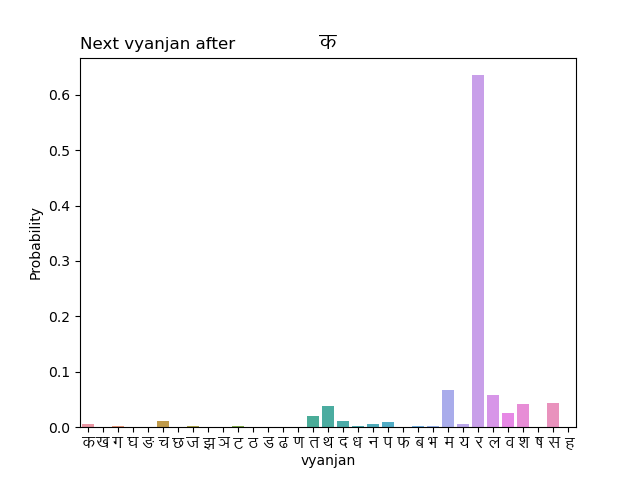 Next vyanjan after क
0.6
0.5
0.4
0.3
0.2
0.1
0.0
Probability
क ख ग घ ङ च छ ज झ ञ ट ठ ड ढ ण त थ द ध न प फ ब भ म य र ल व श ष स ह
vyanjan